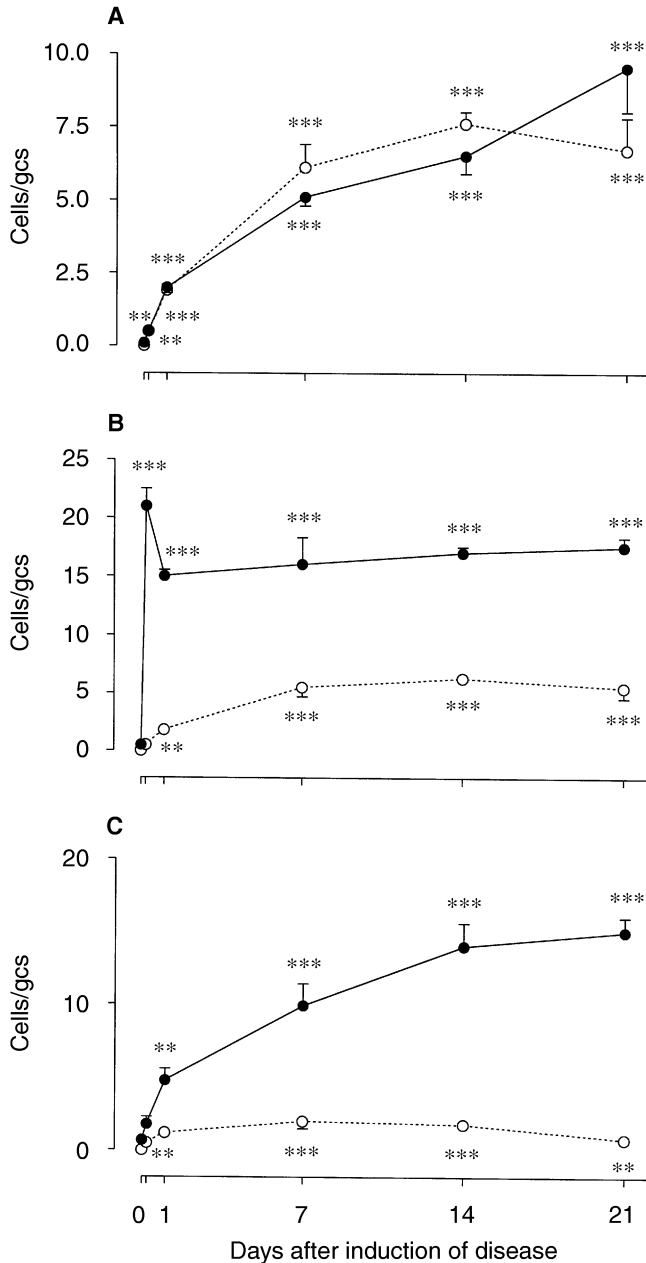 A
10.0
7.5
5.0
2.5
0.0
Cells/gcs
*** *** *** *** *** ***
*** ** *** ** ***
B
25
20
15
10
5
0
Cells/gcs
*** *** *** *** ***
*** *** *** **
C
20
10
0
Cells/gcs
*** *** *** **
** *** *** **
0 1 7 14 21
Days after induction of disease